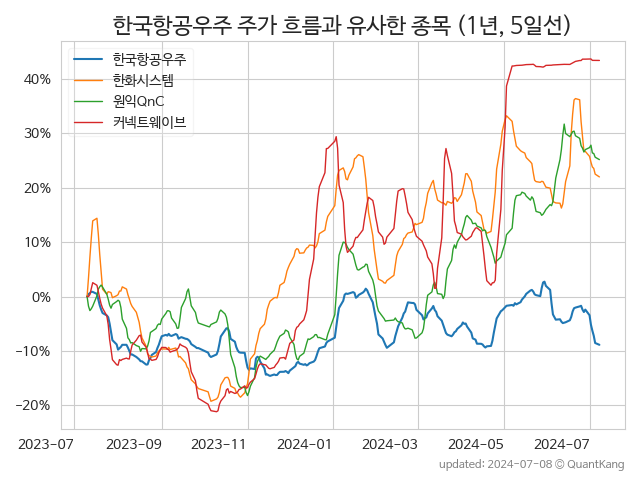 한국항공우주 주가 흐름과 유사한 종목 (1년, 5일선)
한국항공우주
한화시스템
원익QnC
커넥트웨이브
40%
30%
20%
10%
0%
−10%
−20%
2023-07 2023-09 2023-11 2024-01 2024-03 2024-05 2024-07
updated: 2024-07-08 © QuantKang